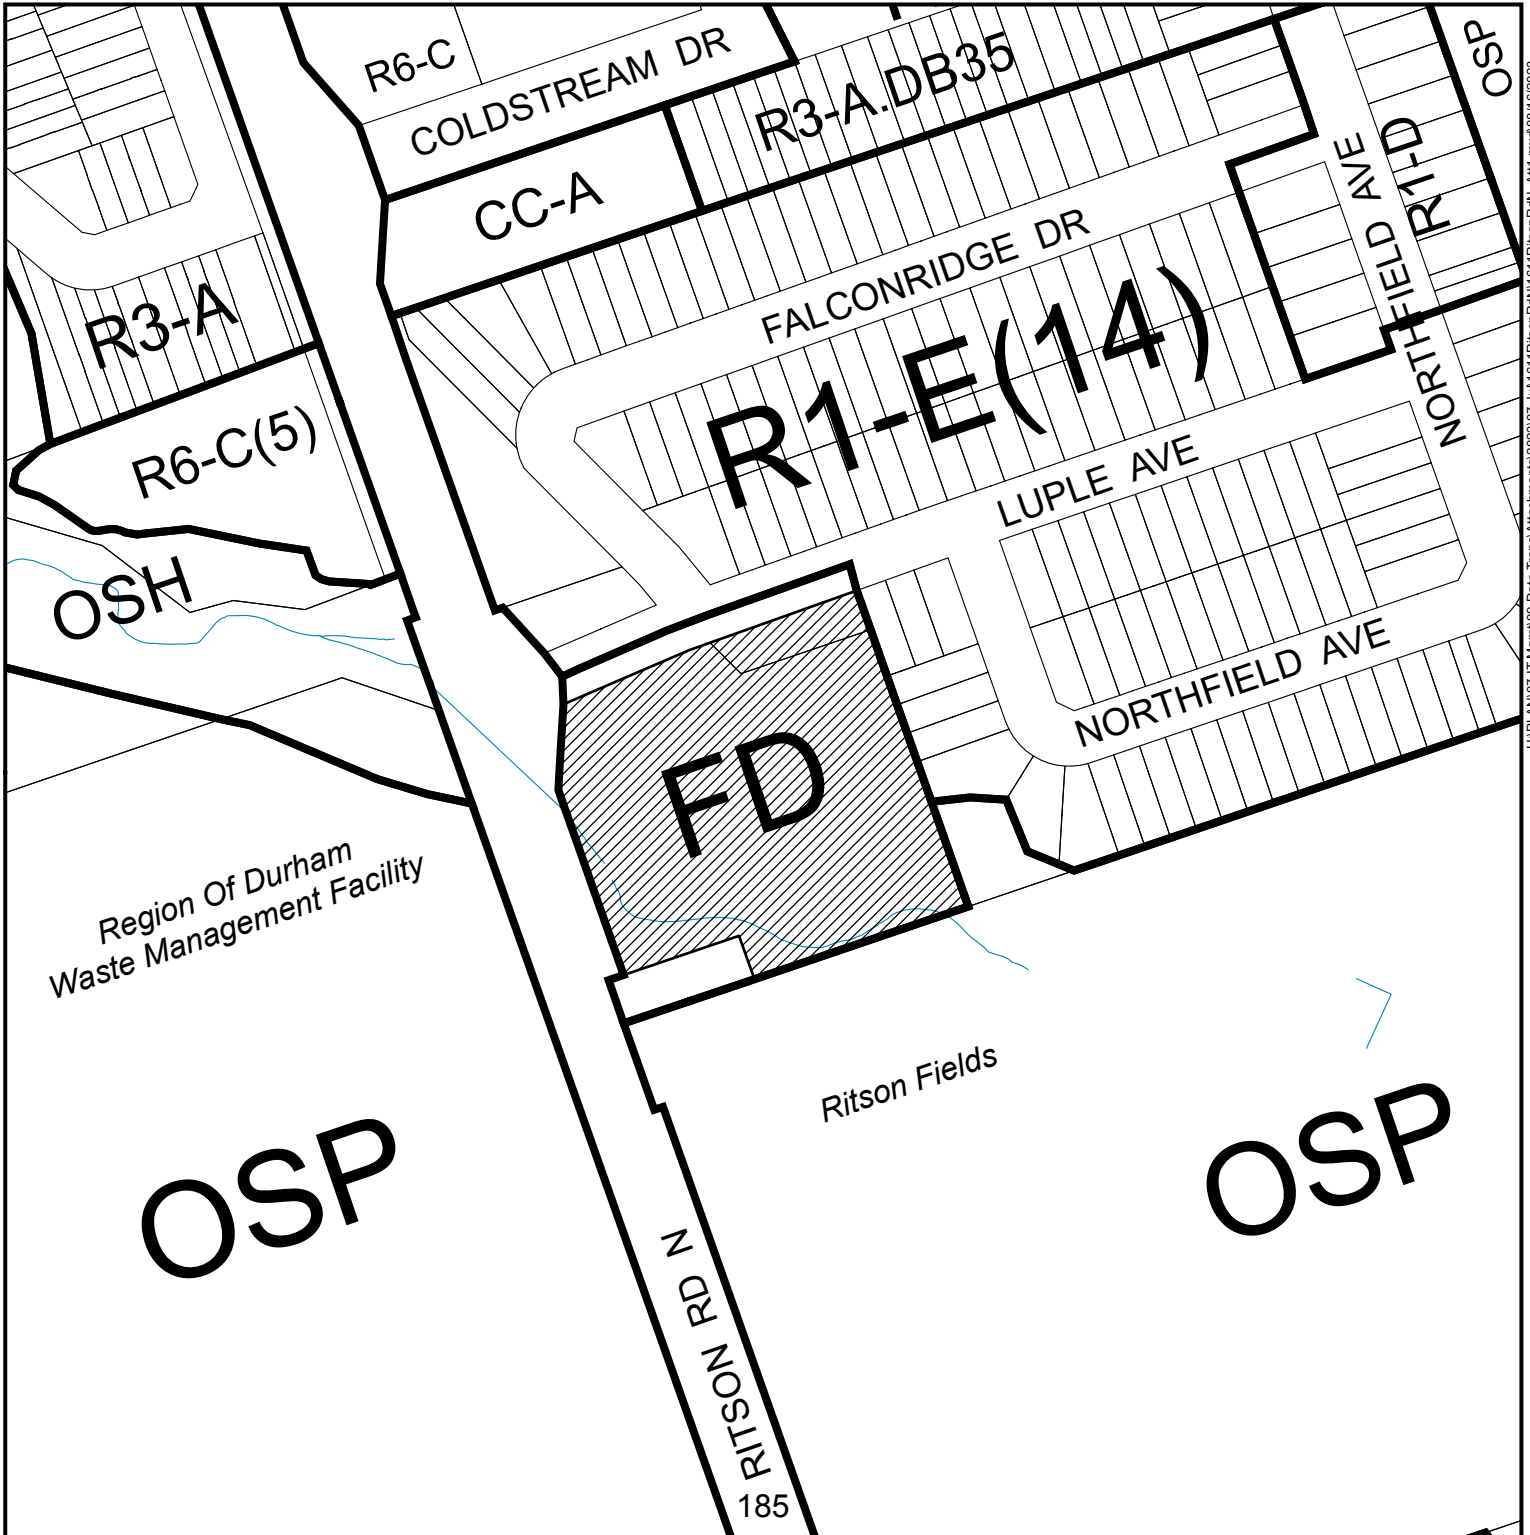 R6-C
COLDSTREAM DR
R3-A.DB35
OSP
CC-A
NORTHFIELD AVE
R1-D
FALCONRIDGE DR
R3-A
R1-E(14)
R6-C(5)
LUPLE AVE
OSH
NORTHFIELD AVE
FD
Region Of Durham
Waste Management Facility
Ritson Fields
OSP
OSP
RITSON RD N
185